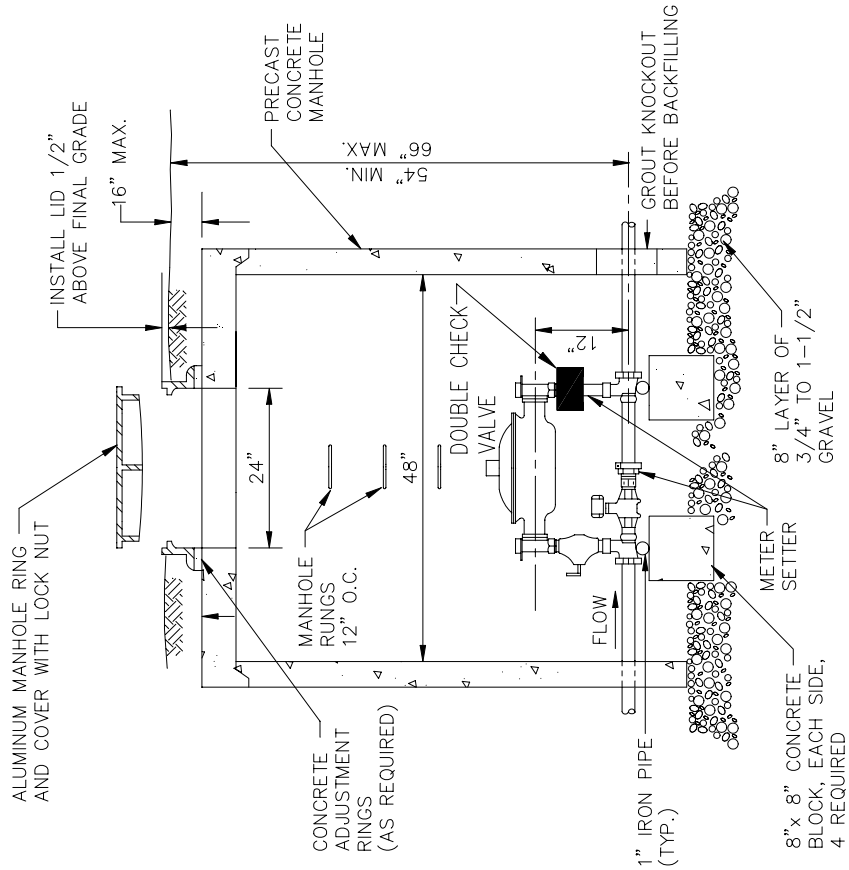 ALUMINUM MANHOLE RING
AND COVER WITH LOCK NUT
INSTALL LID 1/2"
ABOVE FINAL GRADE
16" MAX.
PRECAST
CONCRETE
MANHOLE
54" MIN.
66" MAX.
24"
MANHOLE
RUNGS
12" O.C.
48"
CONCRETE
ADJUSTMENT
RINGS
(AS REQUIRED)
DOUBLE CHECK
VALVE
12"
FLOW
GROUT KNOCKOUT
BEFORE BACKFILLING
1" IRON PIPE
(TYP.)
METER
SETTER
8" LAYER OF
3/4" TO 1-1/2"
GRAVEL
8"x 8" CONCRETE
BLOCK, EACH SIDE,
4 REQUIRED